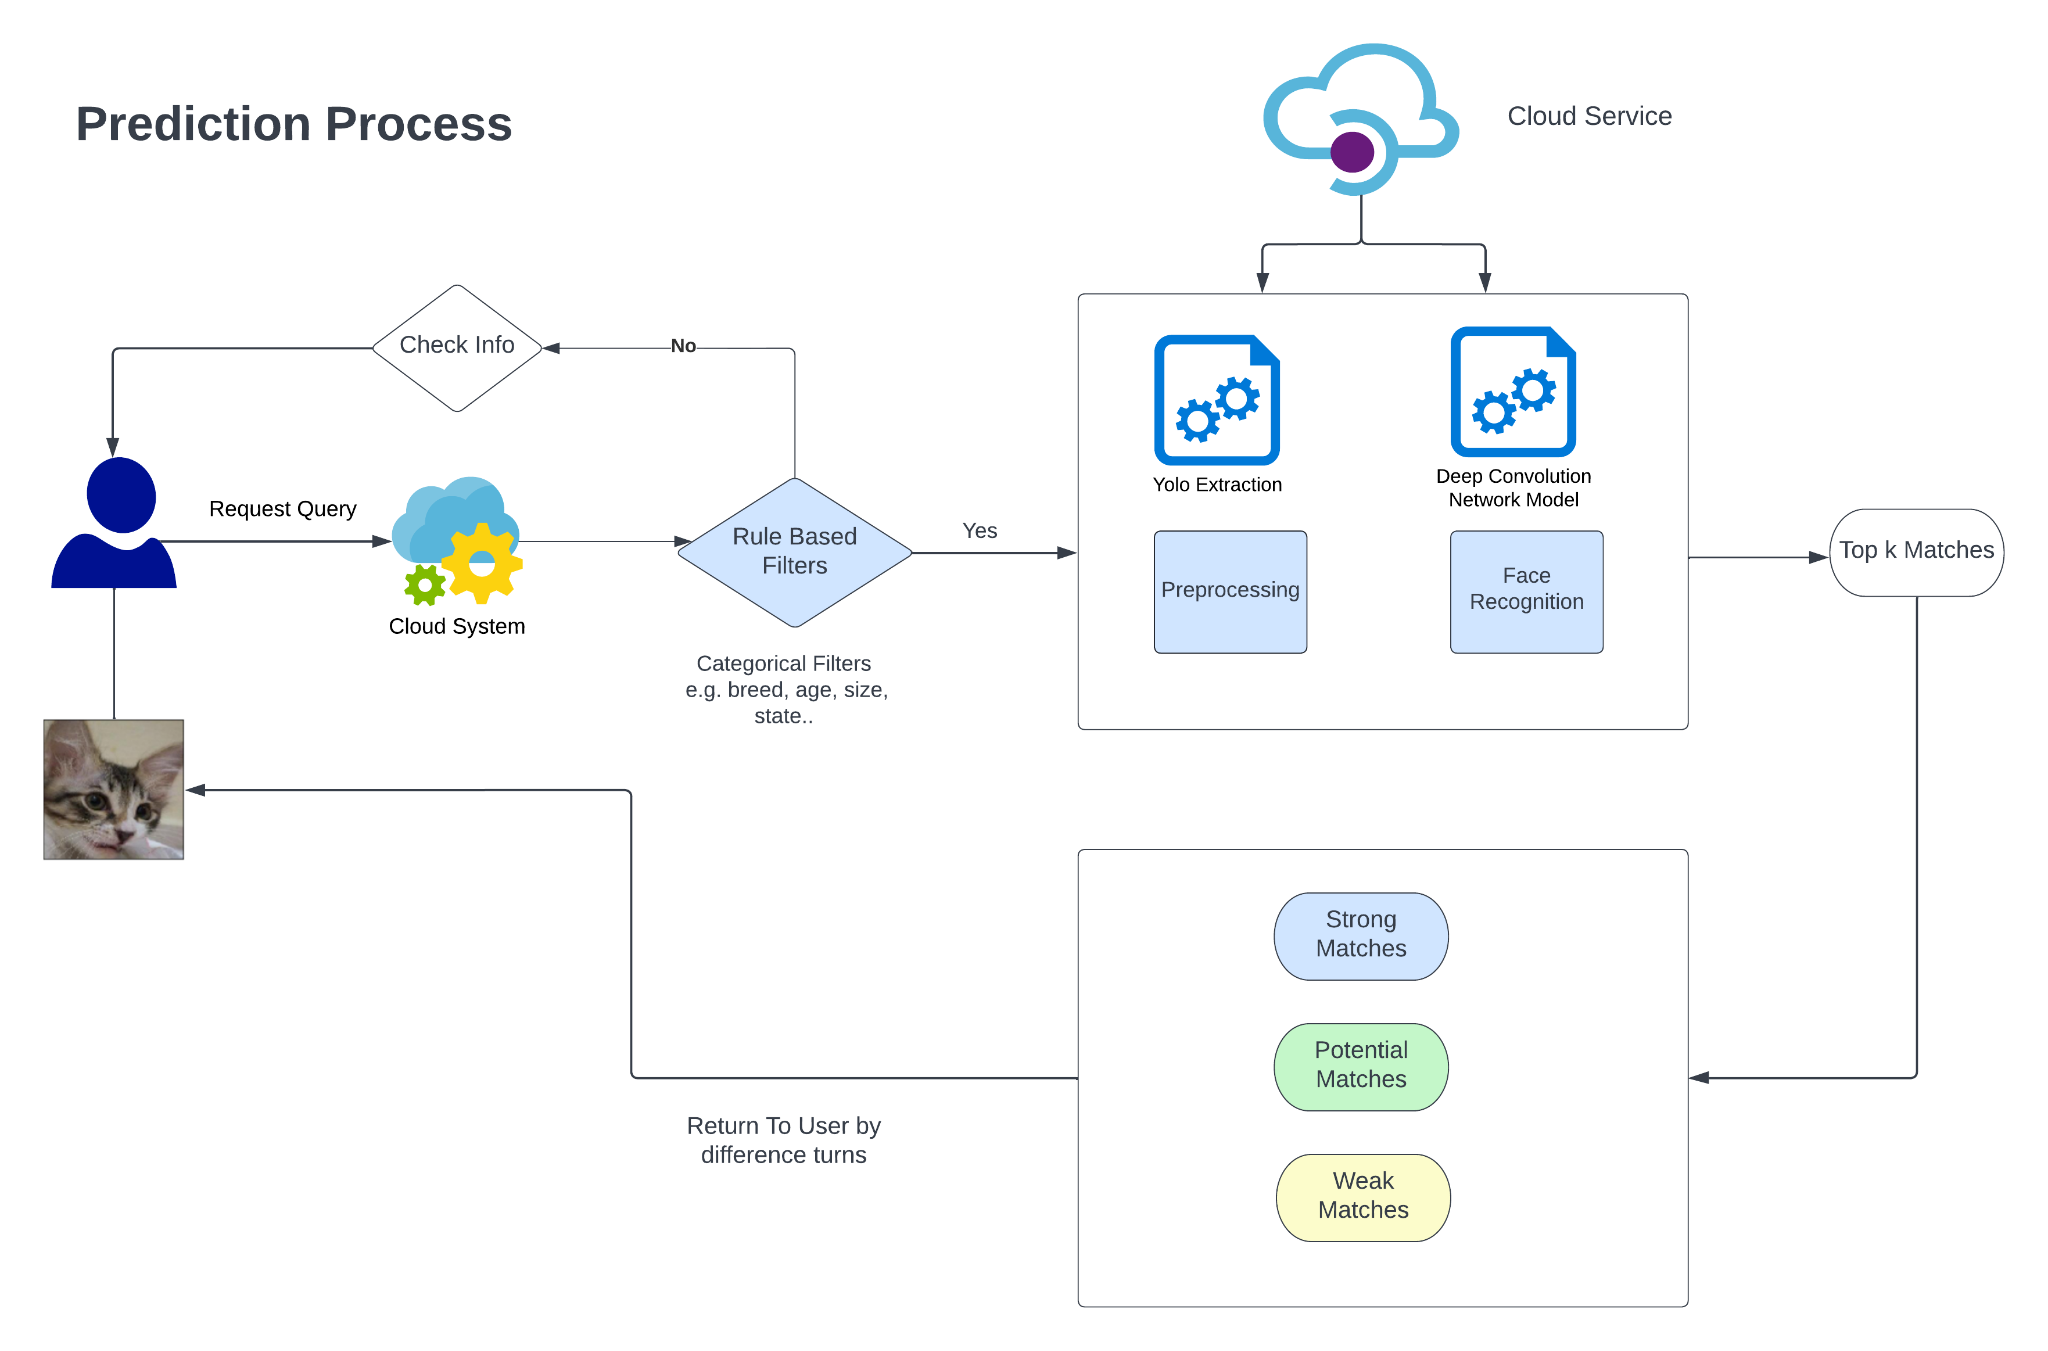 Prediction Process
Cloud Service
Check Info
No
Request Query
Cloud System
Rule Based
Filters
Yes
Categorical Filters
e.g. breed, age, size,
state..
Yolo Extraction
Deep Convolution
Network Model
Preprocessing
Face
Recognition
Top k Matches
Strong
Matches
Potential
Matches
Weak
Matches
Return To User by
difference turns